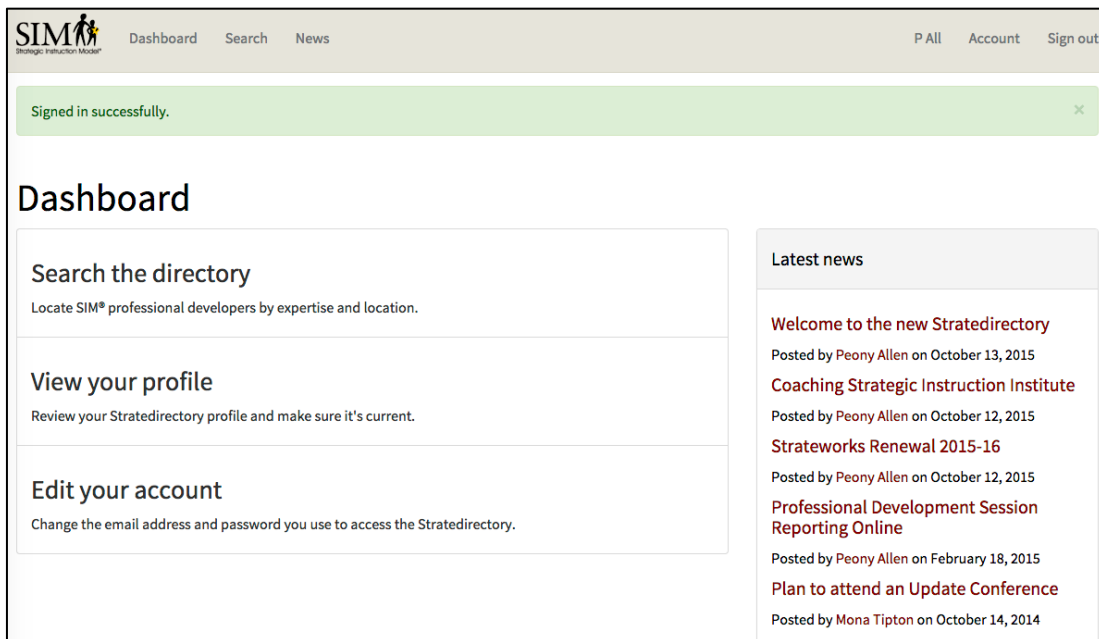 SIM
Strategic Instruction Model®
Dashboard Search News P All Account Sign out
Signed in successfully. ×
Dashboard
Search the directory
Locate SIM® professional developers by expertise and location.
View your profile
Review your Stratedirectory profile and make sure it's current.
Edit your account
Change the email address and password you use to access the Stratedirectory.
Latest news
Welcome to the new Stratedirectory
Posted by Peony Allen on October 13, 2015
Coaching Strategic Instruction Institute
Posted by Peony Allen on October 12, 2015
Strateworks Renewal 2015-16
Posted by Peony Allen on October 12, 2015
Professional Development Session
Reporting Online
Posted by Peony Allen on February 18, 2015
Plan to attend an Update Conference
Posted by Mona Tipton on October 14, 2014